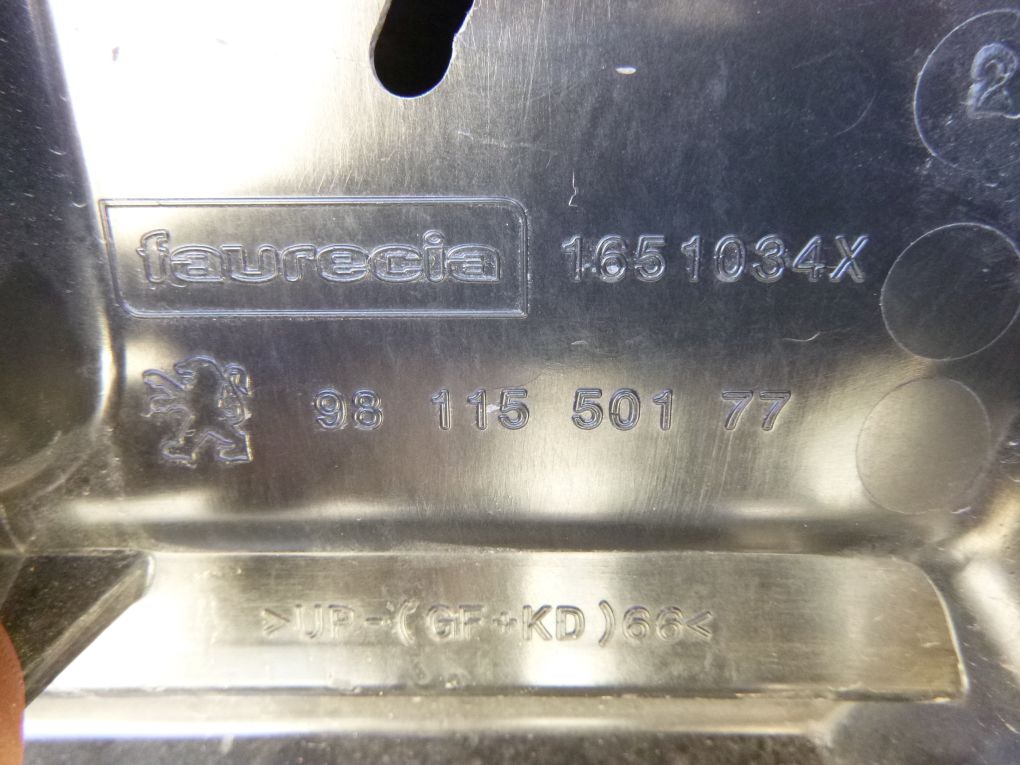 2
faurecia 1651034X
98 115 501 77
>UP-(GF+KD)66<